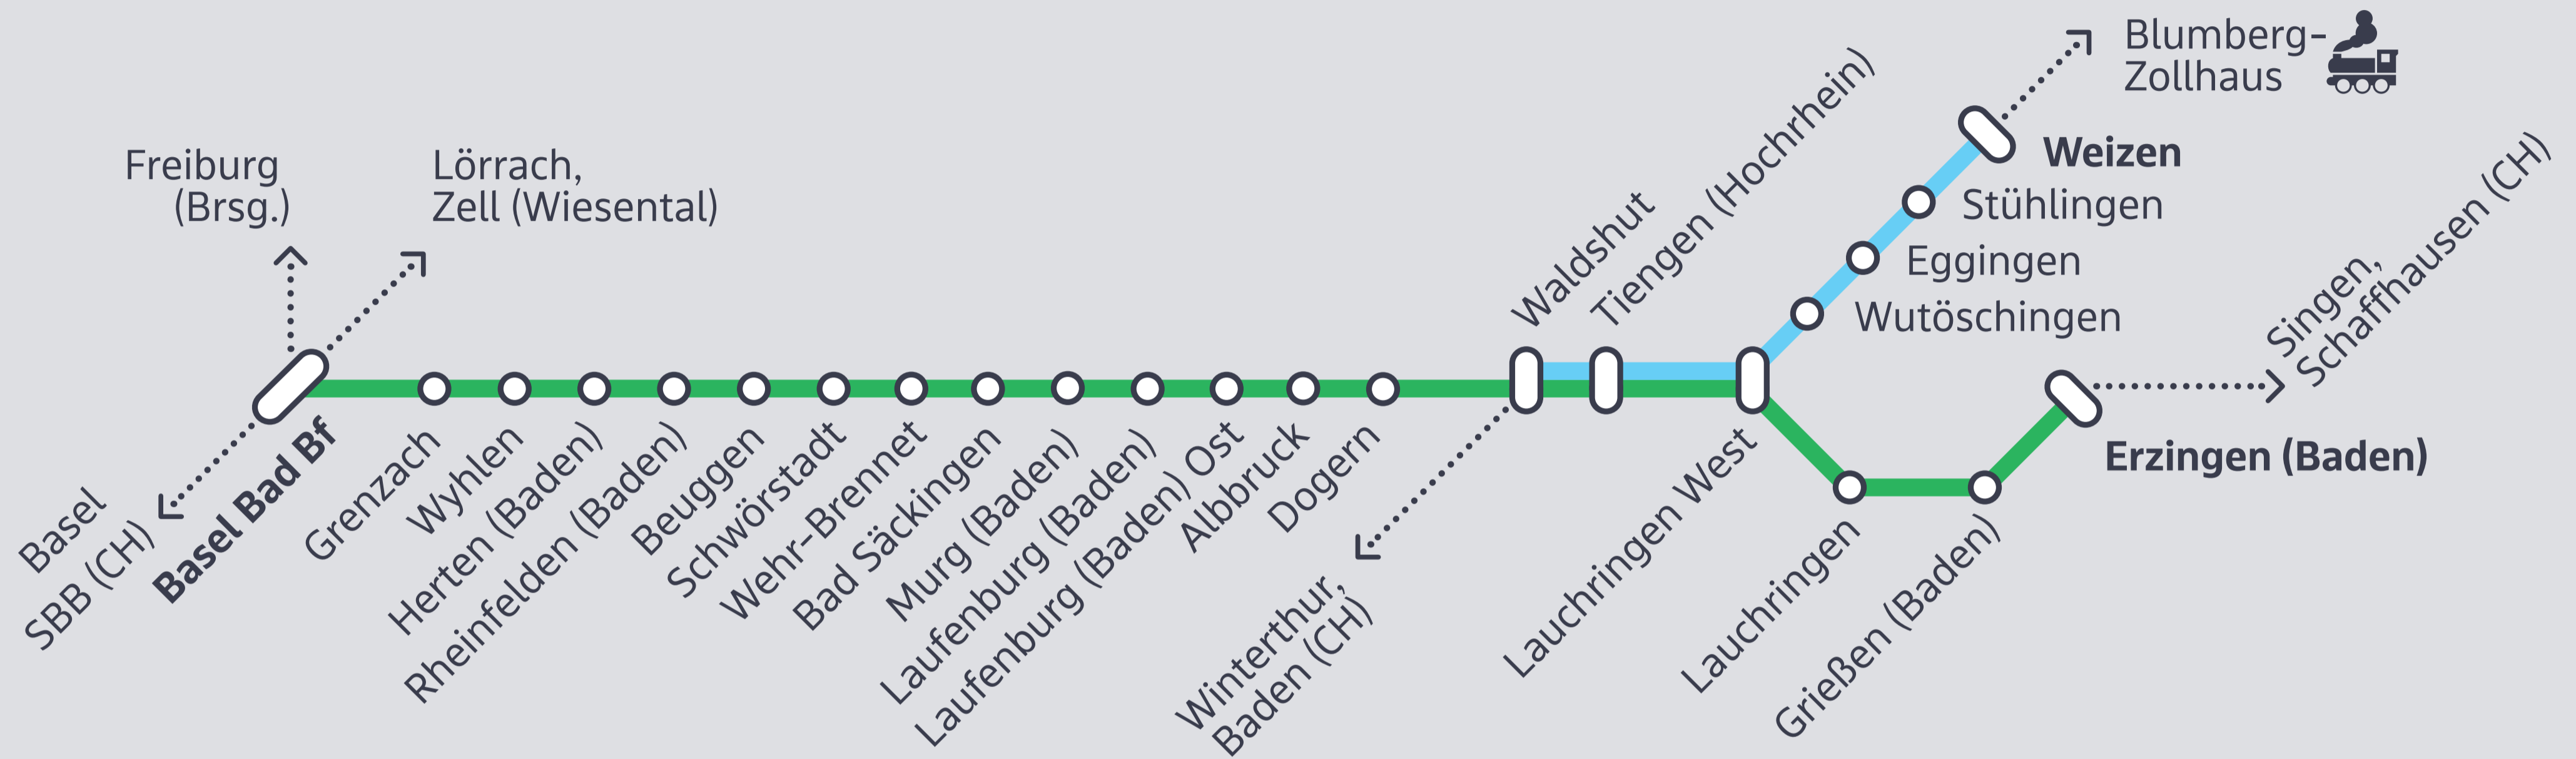 Freiburg
(Brsg.)
Lörrach,
Zell (Wiesental)
Basel
SBB (CH)
Basel Bad Bf
Grenzach
Wyhlen
Herten (Baden)
Rheinfelden (Baden)
Beuggen
Schwörstadt
Wehr-Brennet
Bad Säckingen
Murg (Baden)
Laufenburg (Baden)
Laufenburg (Baden) Ost
Albbruck
Dogern
Winterthur,
Baden (CH)
Waldshut
Tiengen (Hochrhein)
Lauchringen West
Wutöschingen
Eggingen
Stühlingen
Weizen
Blumberg-
Zollhaus
Lauchringen
Grießen (Baden)
Erzingen (Baden)
Singen,
Schaffhausen (CH)